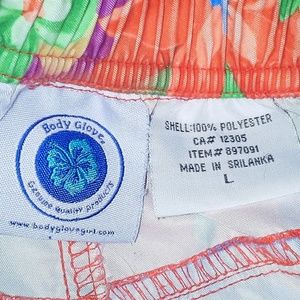 Body Glove®
Genuine Quality products
www.bodyglovegirl.com
SHELL:100% POLYESTER
CA# 12305
ITEM# 897091
MADE IN SRILANKA
L